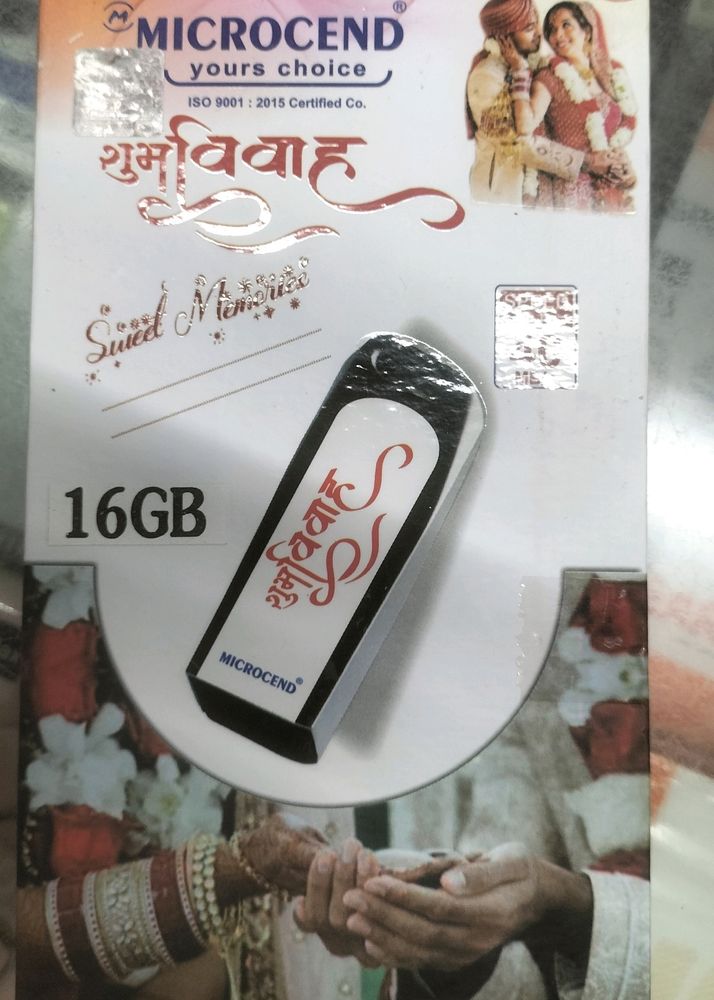 MICROCEND®
yours choice
ISO 9001 : 2015 Certified Co.
शुभविवाह
Sweet Memories
16GB
शुभविवाह
MICROCEND®